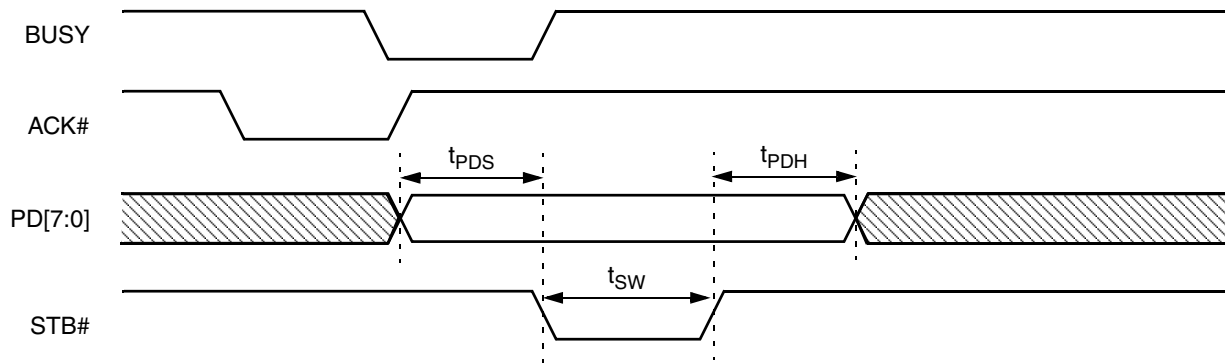 BUSY
ACK#
tPDS
tPDH
PD[7:0]
tSW
STB#